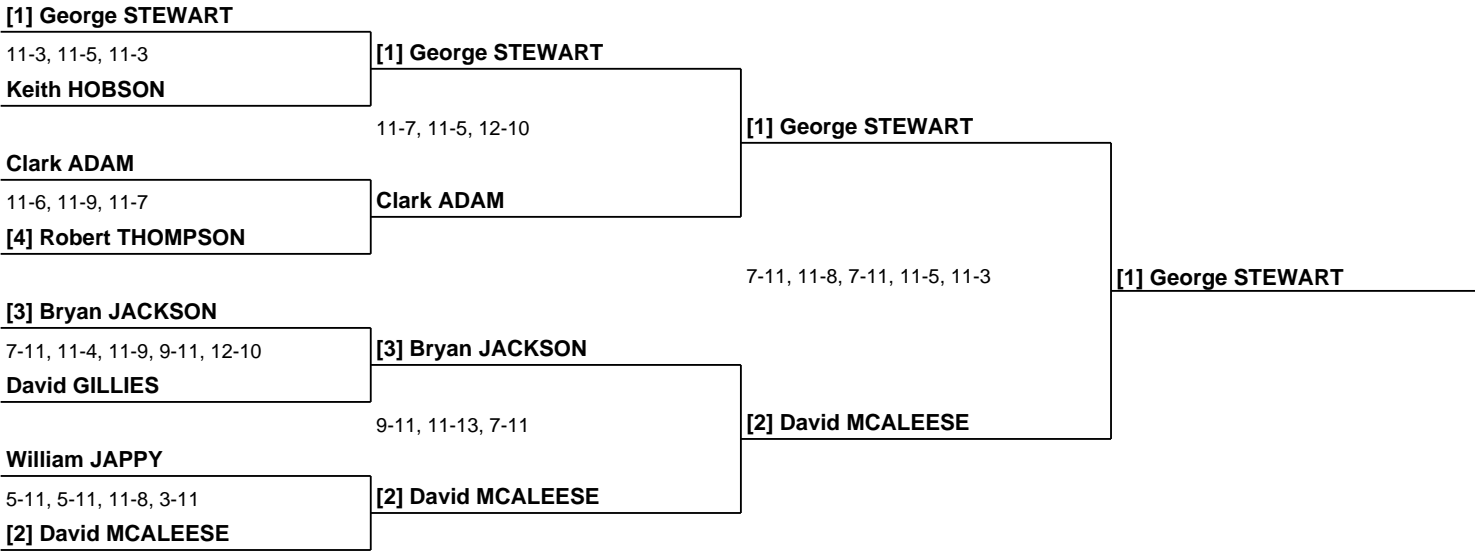 [1] George STEWART
11-3, 11-5, 11-3
[1] George STEWART
Keith HOBSON
11-7, 11-5, 12-10
[1] George STEWART
Clark ADAM
11-6, 11-9, 11-7
Clark ADAM
[4] Robert THOMPSON
7-11, 11-8, 7-11, 11-5, 11-3
[1] George STEWART
[3] Bryan JACKSON
7-11, 11-4, 11-9, 9-11, 12-10
[3] Bryan JACKSON
David GILLIES
9-11, 11-13, 7-11
[2] David MCALEESE
William JAPPY
5-11, 5-11, 11-8, 3-11
[2] David MCALEESE
[2] David MCALEESE